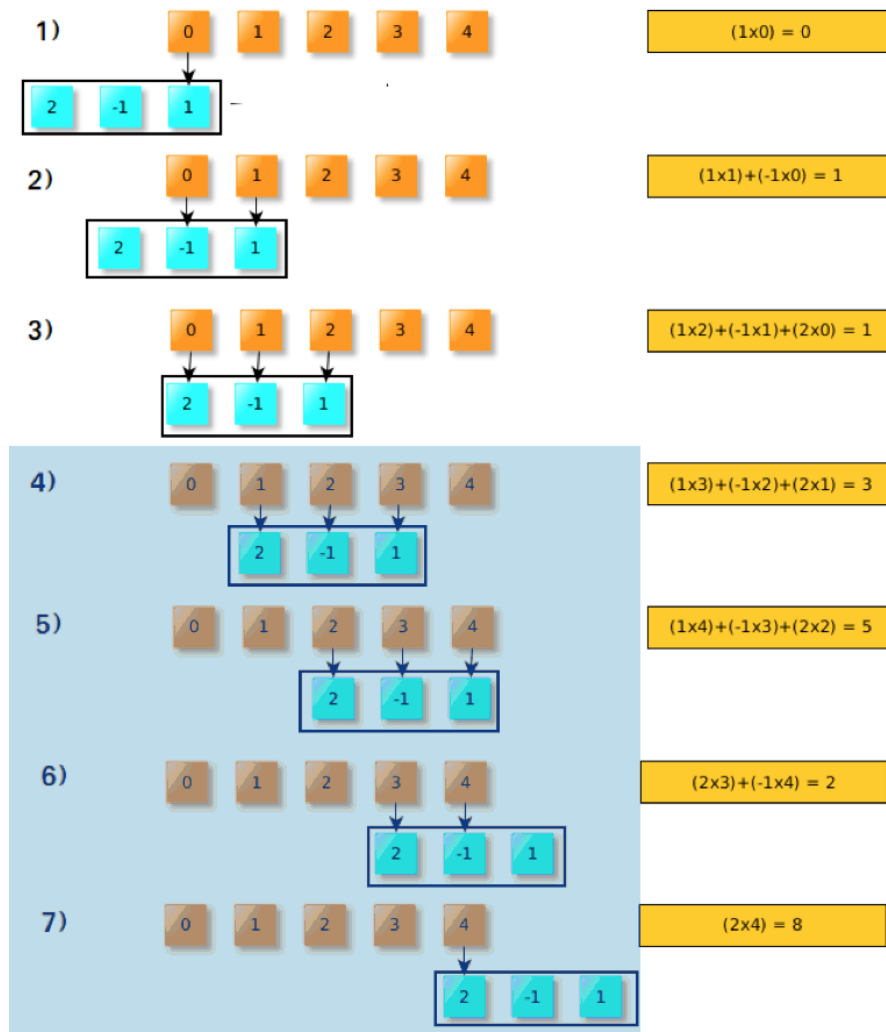 1) 0 1 2 3 4 (1x0) = 0
2 -1 1
2) 0 1 2 3 4 (1x1)+(-1x0) = 1
2 -1 1
3) 0 1 2 3 4 (1x2)+(-1x1)+(2x0) = 1
2 -1 1
4) 0 1 2 3 4 (1x3)+(-1x2)+(2x1) = 3
2 -1 1
5) 0 1 2 3 4 (1x4)+(-1x3)+(2x2) = 5
2 -1 1
6) 0 1 2 3 4 (2x3)+(-1x4) = 2
2 -1 1
7) 0 1 2 3 4 (2x4) = 8
2 -1 1